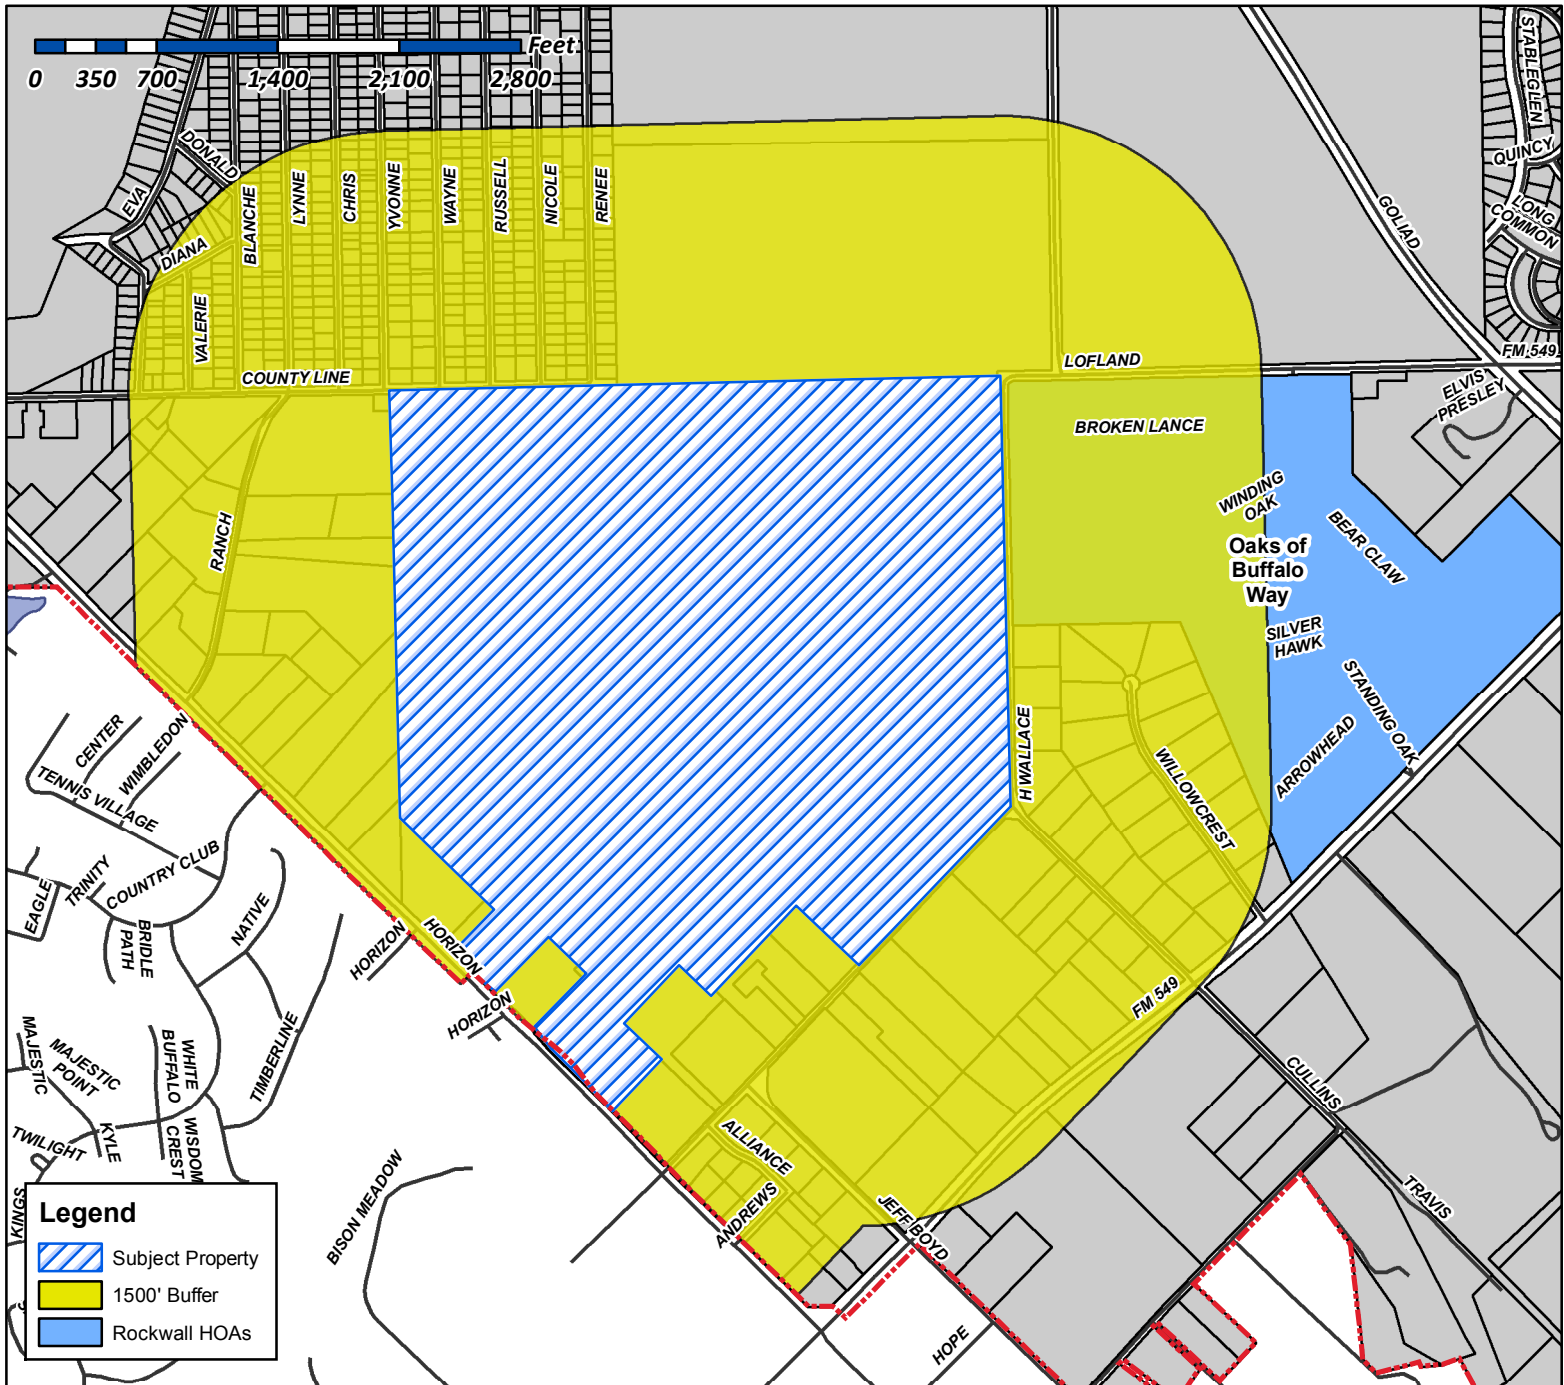 Feet
0 350 700 1,400 2,100 2,800
STABLEGLEN
QUINCY
LONG
COMMON
GOLIAD
DONALD
EVA
DIANA
BLANCHE
LYNNE
CHRIS
YVONNE
WAYNE
RUSSELL
NICOLE
RENEE
VALERIE
COUNTY LINE
LOFLAND
FM 549
ELVIS
PRESLEY
BROKEN LANCE
WINDING
OAK
BEAR CLAW
Oaks of
Buffalo
Way
SILVER
HAWK
STANDING OAK
ARROWHEAD
RANCH
H WALLACE
WILLOWCREST
CENTER
WIMBLEDON
TENNIS VILLAGE
COUNTRY CLUB
TRINITY
EAGLE
BRIDLE
PATH
NATIVE
HORIZON
HORIZON
HORIZON
FM 549
TIMBERLINE
MAJESTIC
MAJESTIC
POINT
WHITE
BUFFALO
KYLE
TWILIGHT
WISDOM
CREST
KINGS
BISON MEADOW
ALLIANCE
ANDREWS
JEFF BOYD
CULLINS
TRAVIS
HOPE
Legend
Subject Property
1500' Buffer
Rockwall HOAs